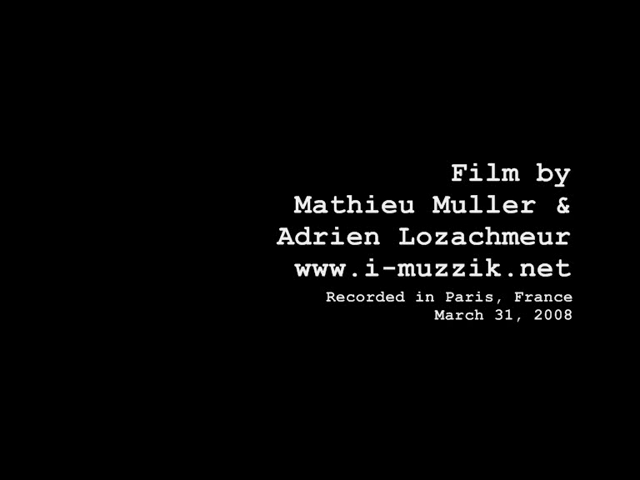 Film by
Mathieu Muller &
Adrien Lozachmeur
www.i-muzzik.net
Recorded in Paris, France
March 31, 2008